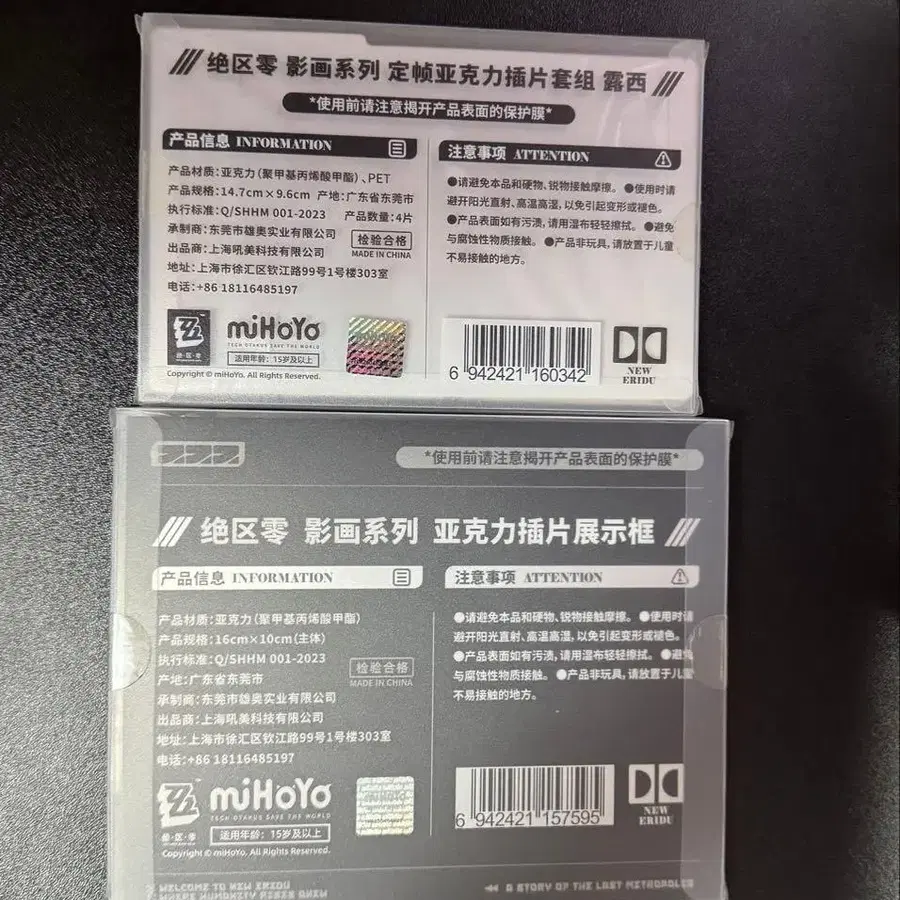 绝区零 影画系列 定帧亚克力插片套组 露西
*使用前请注意揭开产品表面的保护膜*
产品信息 INFORMATION
产品材质：亚克力（聚甲基丙烯酸甲酯）、PET
产品规格：14.7cm×9.6cm 产地：广东省东莞市
执行标准：Q/SHHM 001-2023 产品数量：4片
承制商：东莞市雄奥实业有限公司
出品商：上海吼美科技有限公司
检验合格
MADE IN CHINA
地址：上海市徐汇区钦江路99号1号楼303室
电话：+86 18116485197
绝·区·零
miHoYo
TECH OTAKUS SAVE THE WORLD
适用年龄：15岁及以上
Copyright © miHoYo. All Rights Reserved.
注意事项 ATTENTION
●请避免本品和硬物、锐物接触摩擦。 ●使用时请
避开阳光直射、高温高湿，以免引起变形或褪色。
●产品表面如有污渍，请用湿布轻轻擦拭。 ●避免
与腐蚀性物质接触。 ●产品非玩具，请放置于儿童
不易接触的地方。
6 942421 160342
NEW
ERIDU
*使用前请注意揭开产品表面的保护膜*
绝区零 影画系列 亚克力插片展示框
产品信息 INFORMATION
产品材质：亚克力（聚甲基丙烯酸甲酯）
产品规格：16cm×10cm（主体）
执行标准：Q/SHHM 001-2023
产地：广东省东莞市
检验合格
MADE IN CHINA
承制商：东莞市雄奥实业有限公司
出品商：上海吼美科技有限公司
地址：上海市徐汇区钦江路99号1号楼303室
电话：+86 18116485197
绝·区·零
miHoYo
TECH OTAKUS SAVE THE WORLD
适用年龄：15岁及以上
Copyright © miHoYo. All Rights Reserved.
注意事项 ATTENTION
●请避免本品和硬物、锐物接触摩擦。 ●使用时请
避开阳光直射、高温高湿，以免引起变形或褪色。
●产品表面如有污渍，请用湿布轻轻擦拭。 ●避免
与腐蚀性物质接触。 ●产品非玩具，请放置于儿童
不易接触的地方。
6 942421 157595
NEW
ERIDU
WELCOME TO NEW ERIDU
WHERE HUMANITY RISES ANEW
A STORY OF THE LAST METROPOLIS